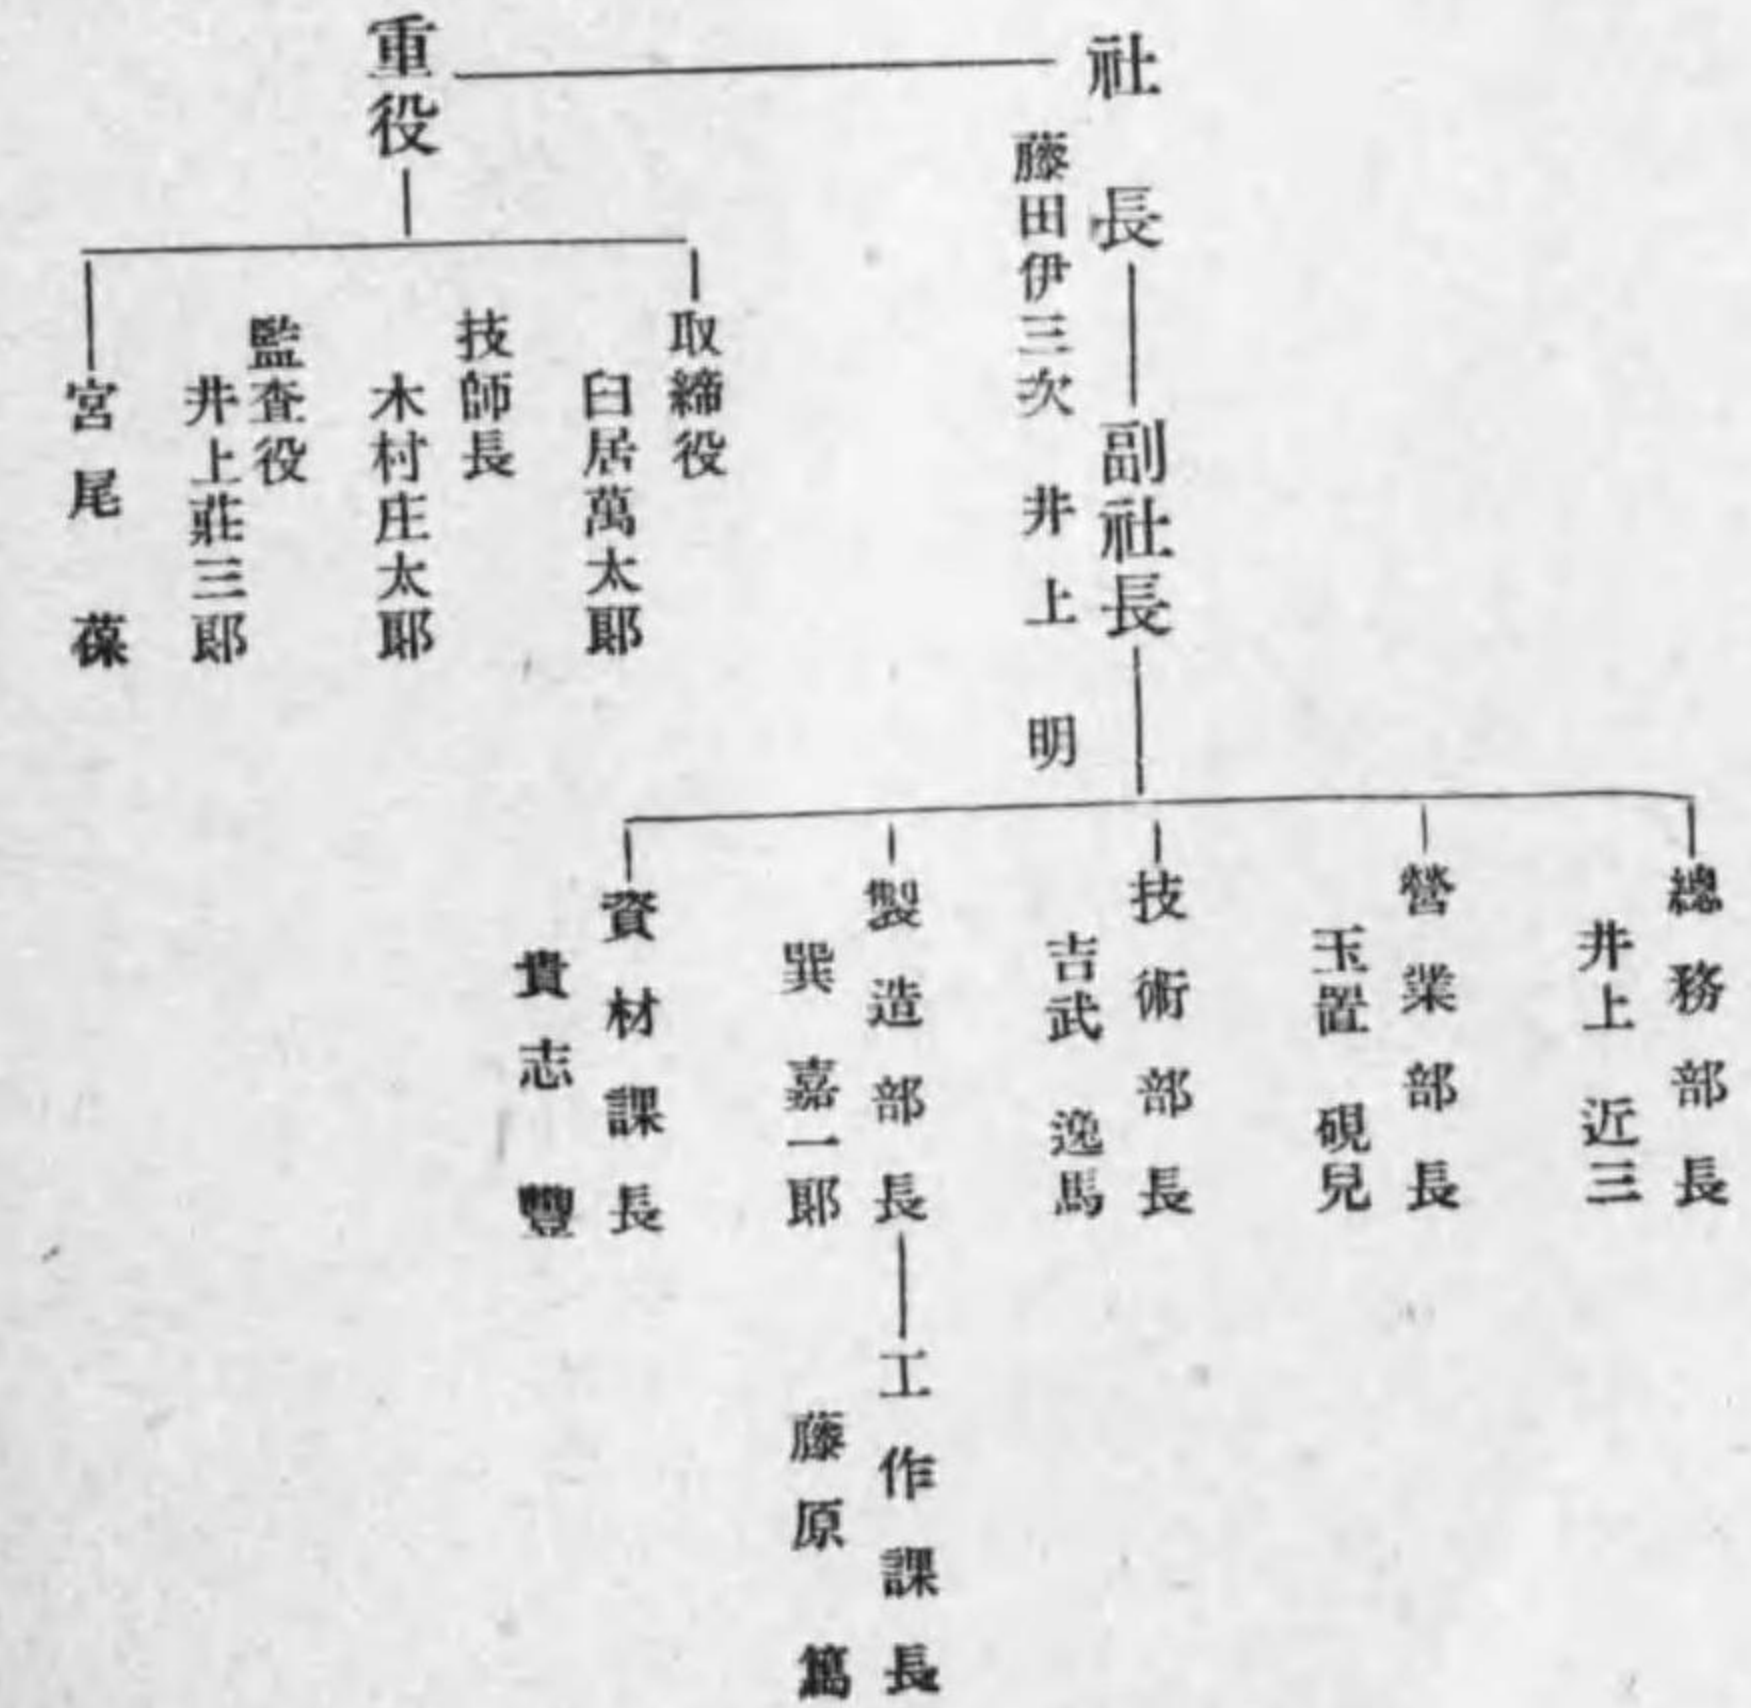 社長
藤田伊三次
副社長
井上明
總務部長
井上近三
營業部長
玉置硯兒
技術部長
吉武逸馬
製造部長
巽嘉一郎
工作課長
藤原篤
資材課長
貴志豐
重役
取締役
臼居萬太郎
技師長
木村庄太郎
監査役
井上莊三郎
宮尾葆